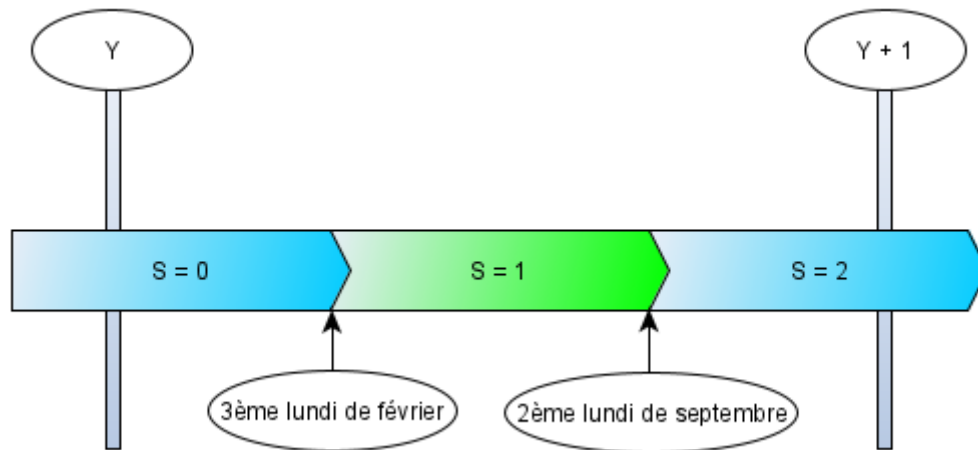 Y
Y + 1
S = 0
S = 1
S = 2
3ème lundi de février
2ème lundi de septembre